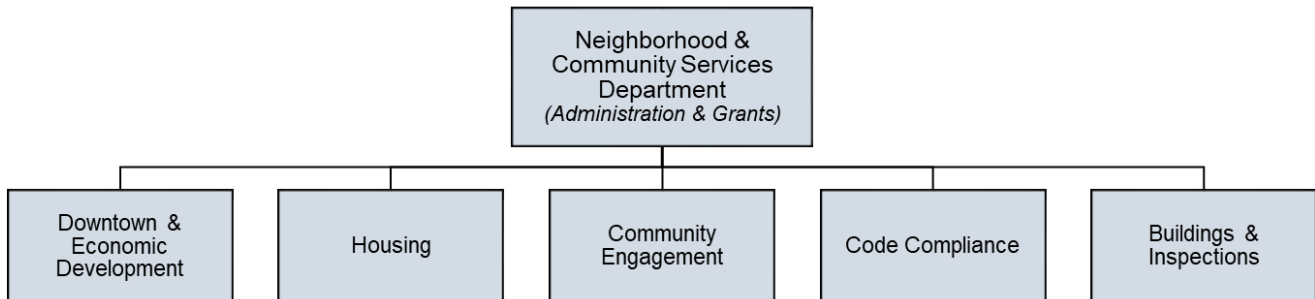 Neighborhood &
Community Services
Department
(Administration & Grants)
Downtown &
Economic
Development
Housing
Community
Engagement
Code Compliance
Buildings &
Inspections